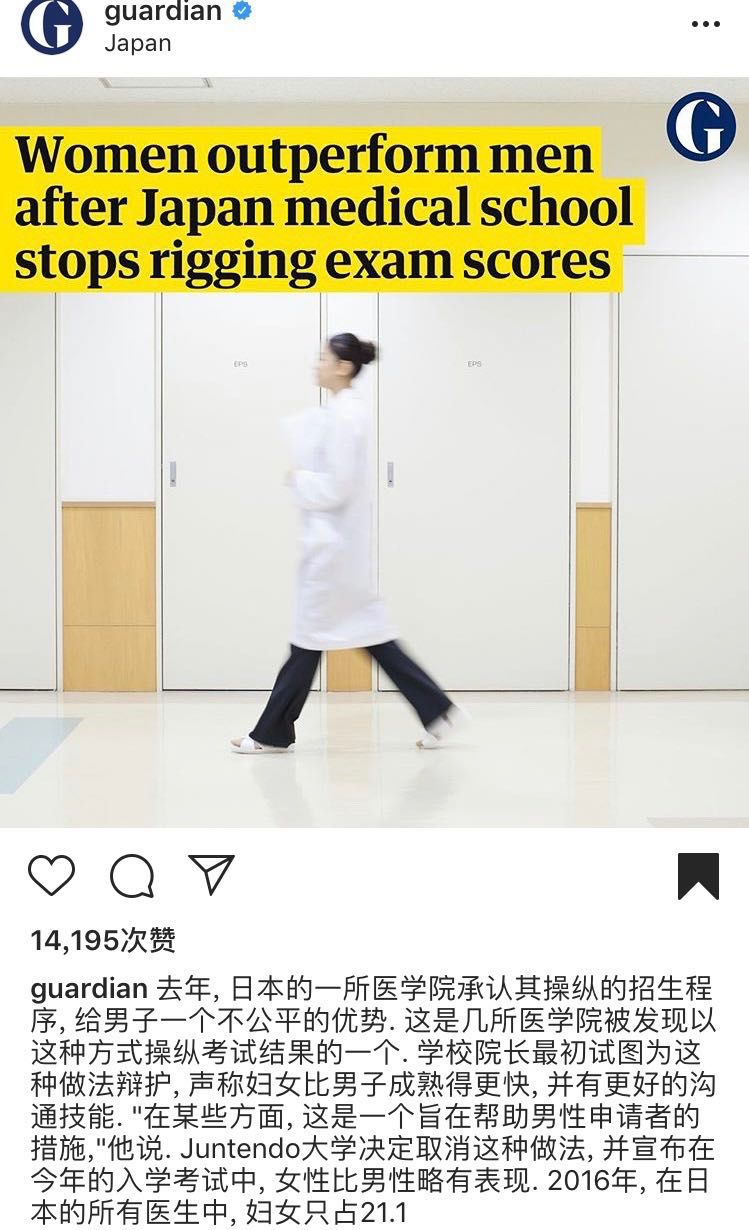 guardian
Japan
Women outperform men
after Japan medical school
stops rigging exam scores
EPS
EPS
14,195次赞
guardian 去年, 日本的一所医学院承认其操纵的招生程
序, 给男子一个不公平的优势. 这是几所医学院被发现以
这种方式操纵考试结果的一个. 学校院长最初试图为这
种做法辩护, 声称妇女比男子成熟得更快, 并有更好的沟
通技能. "在某些方面, 这是一个旨在帮助男性申请者的
措施,"他说. Juntendo大学决定取消这种做法, 并宣布在
今年的入学考试中, 女性比男性略有表现. 2016年, 在日
本的所有医生中, 妇女只占21.1